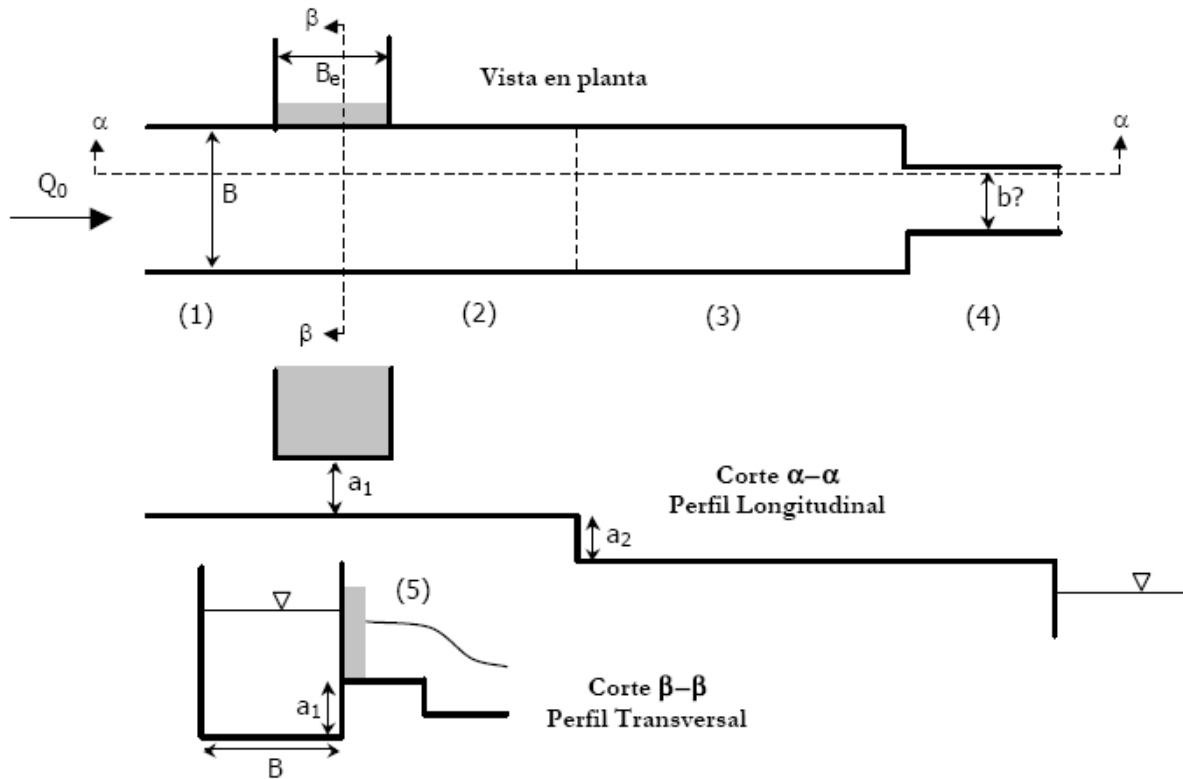 β
Bₑ
Vista en planta
α
α
Q₀
B
b?
(1)
β
(2)
(3)
(4)
a₁
Corte α–α
Perfil Longitudinal
a₂
(5)
a₁
Corte β–β
Perfil Transversal
B